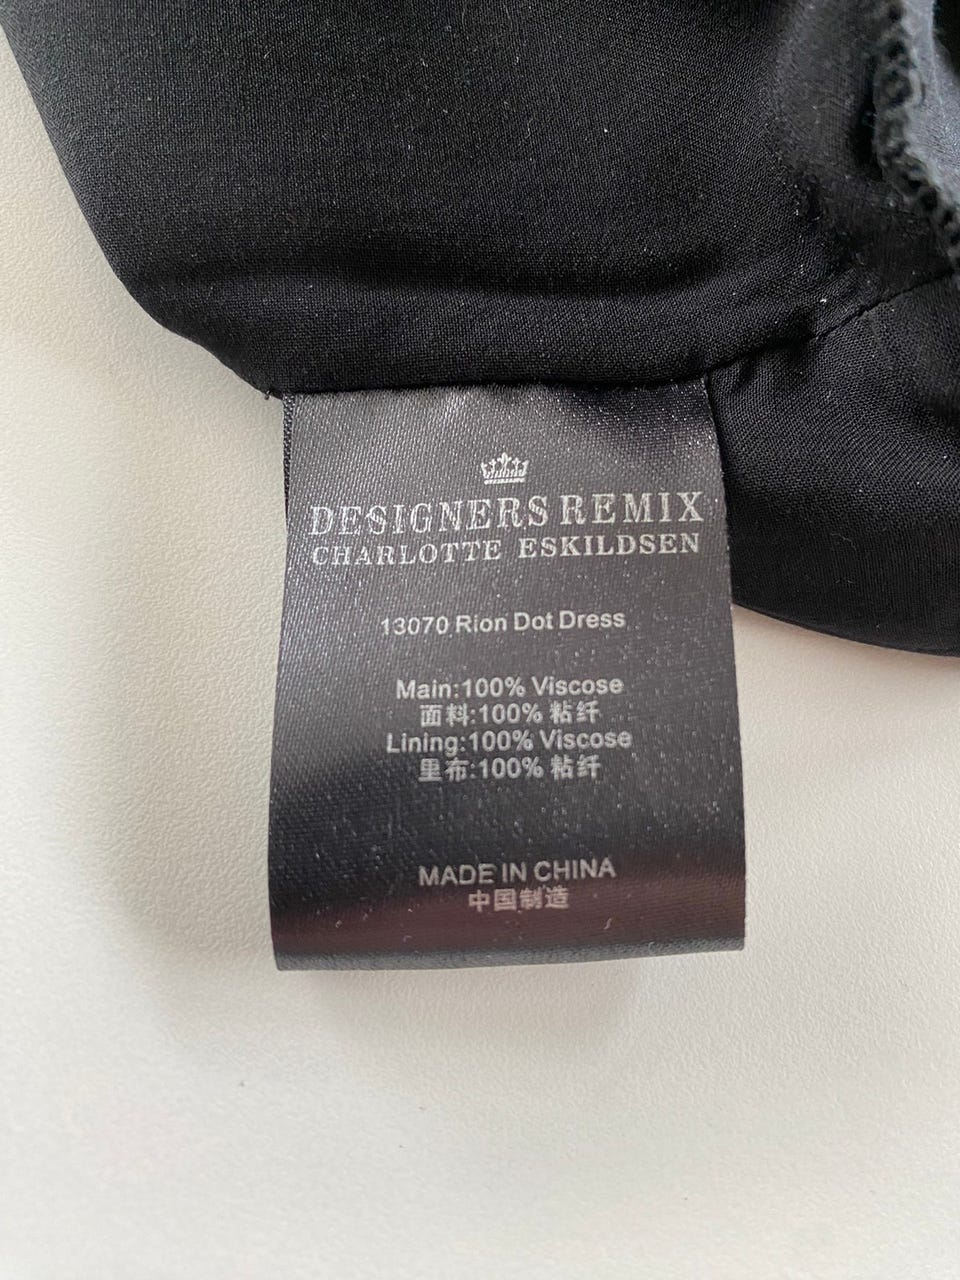 DESIGNERS REMIX
CHARLOTTE ESKILDSEN
13070 Rion Dot Dress
Main:100% Viscose
面料:100% 粘纤
Lining:100% Viscose
里布:100% 粘纤
MADE IN CHINA
中国制造